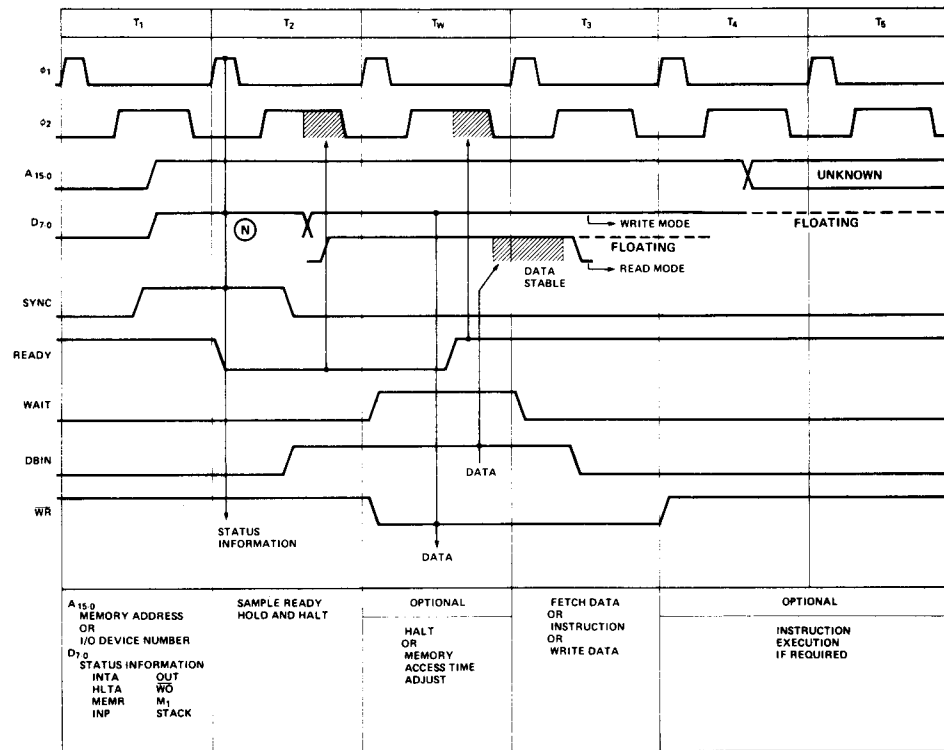 T1 T2 TW T3 T4 T5
φ1
φ2
A15-0
UNKNOWN
D7-0
N
WRITE MODE
FLOATING
FLOATING
READ MODE
DATA
STABLE
SYNC
READY
WAIT
DBIN
DATA
W̅R̅
STATUS
INFORMATION
DATA
A15-0
MEMORY ADDRESS
OR
I/O DEVICE NUMBER
D7-0
STATUS INFORMATION
INTA OUT
HLTA W̅O̅
MEMR M1
INP STACK
SAMPLE READY
HOLD AND HALT
OPTIONAL
HALT
OR
MEMORY
ACCESS TIME
ADJUST
FETCH DATA
OR
INSTRUCTION
OR
WRITE DATA
OPTIONAL
INSTRUCTION
EXECUTION
IF REQUIRED